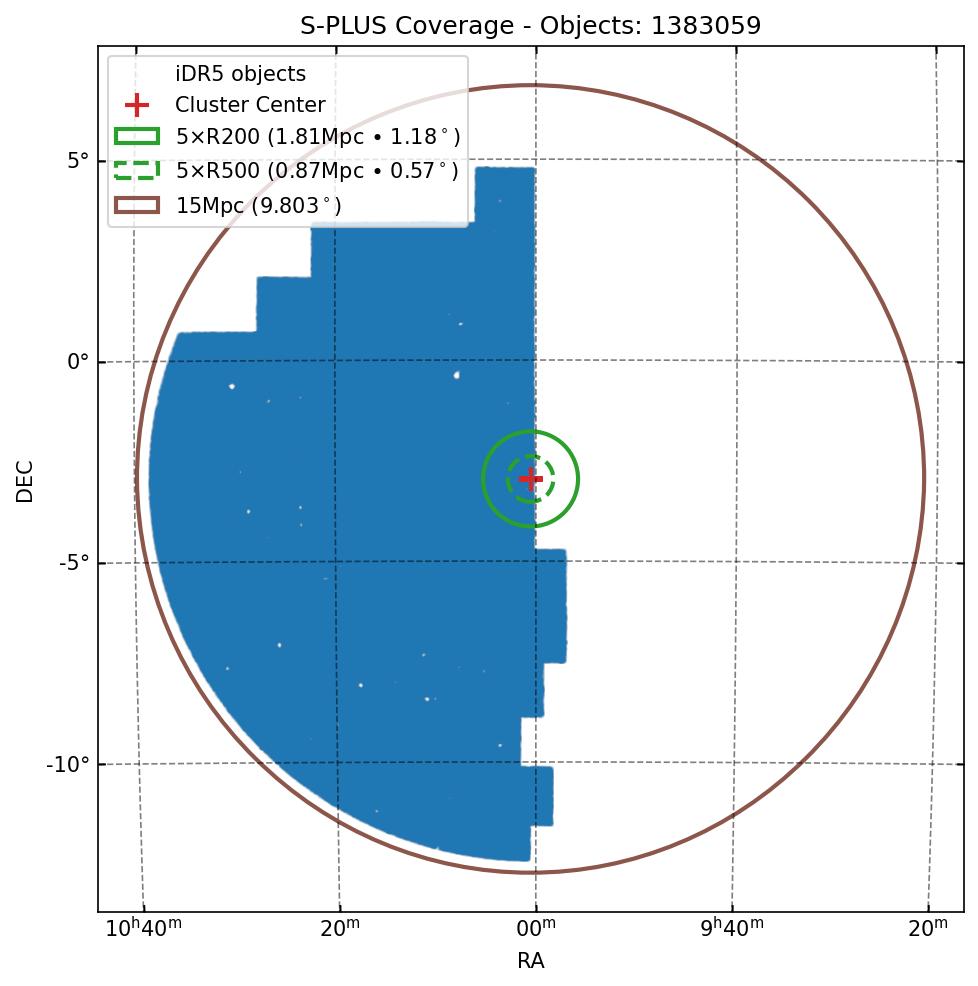 S-PLUS Coverage - Objects: 1383059
iDR5 objects
Cluster Center
5×R200 (1.81Mpc • 1.18°)
5×R500 (0.87Mpc • 0.57°)
15Mpc (9.803°)
5°
0°
-5°
-10°
DEC
10ʰ40ᵐ
20ᵐ
00ᵐ
9ʰ40ᵐ
20ᵐ
RA